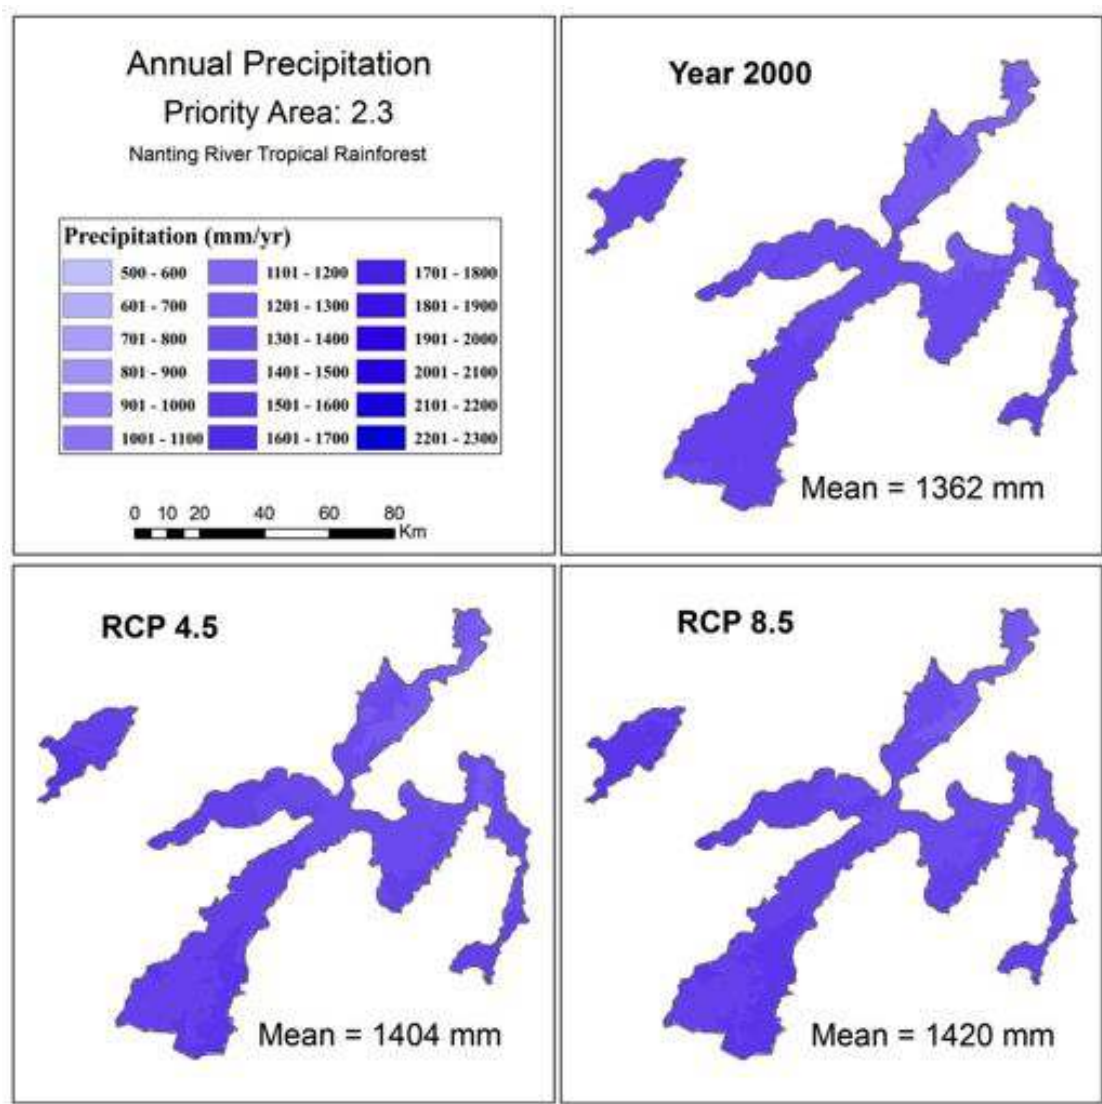 Annual Precipitation
Priority Area: 2.3
Nanting River Tropical Rainforest
Precipitation (mm/yr)
500 - 600 1101 - 1200 1701 - 1800
601 - 700 1201 - 1300 1801 - 1900
701 - 800 1301 - 1400 1901 - 2000
801 - 900 1401 - 1500 2001 - 2100
901 - 1000 1501 - 1600 2101 - 2200
1001 - 1100 1601 - 1700 2201 - 2300
0 10 20 40 60 80
Km
Year 2000
Mean = 1362 mm
RCP 4.5
Mean = 1404 mm
RCP 8.5
Mean = 1420 mm